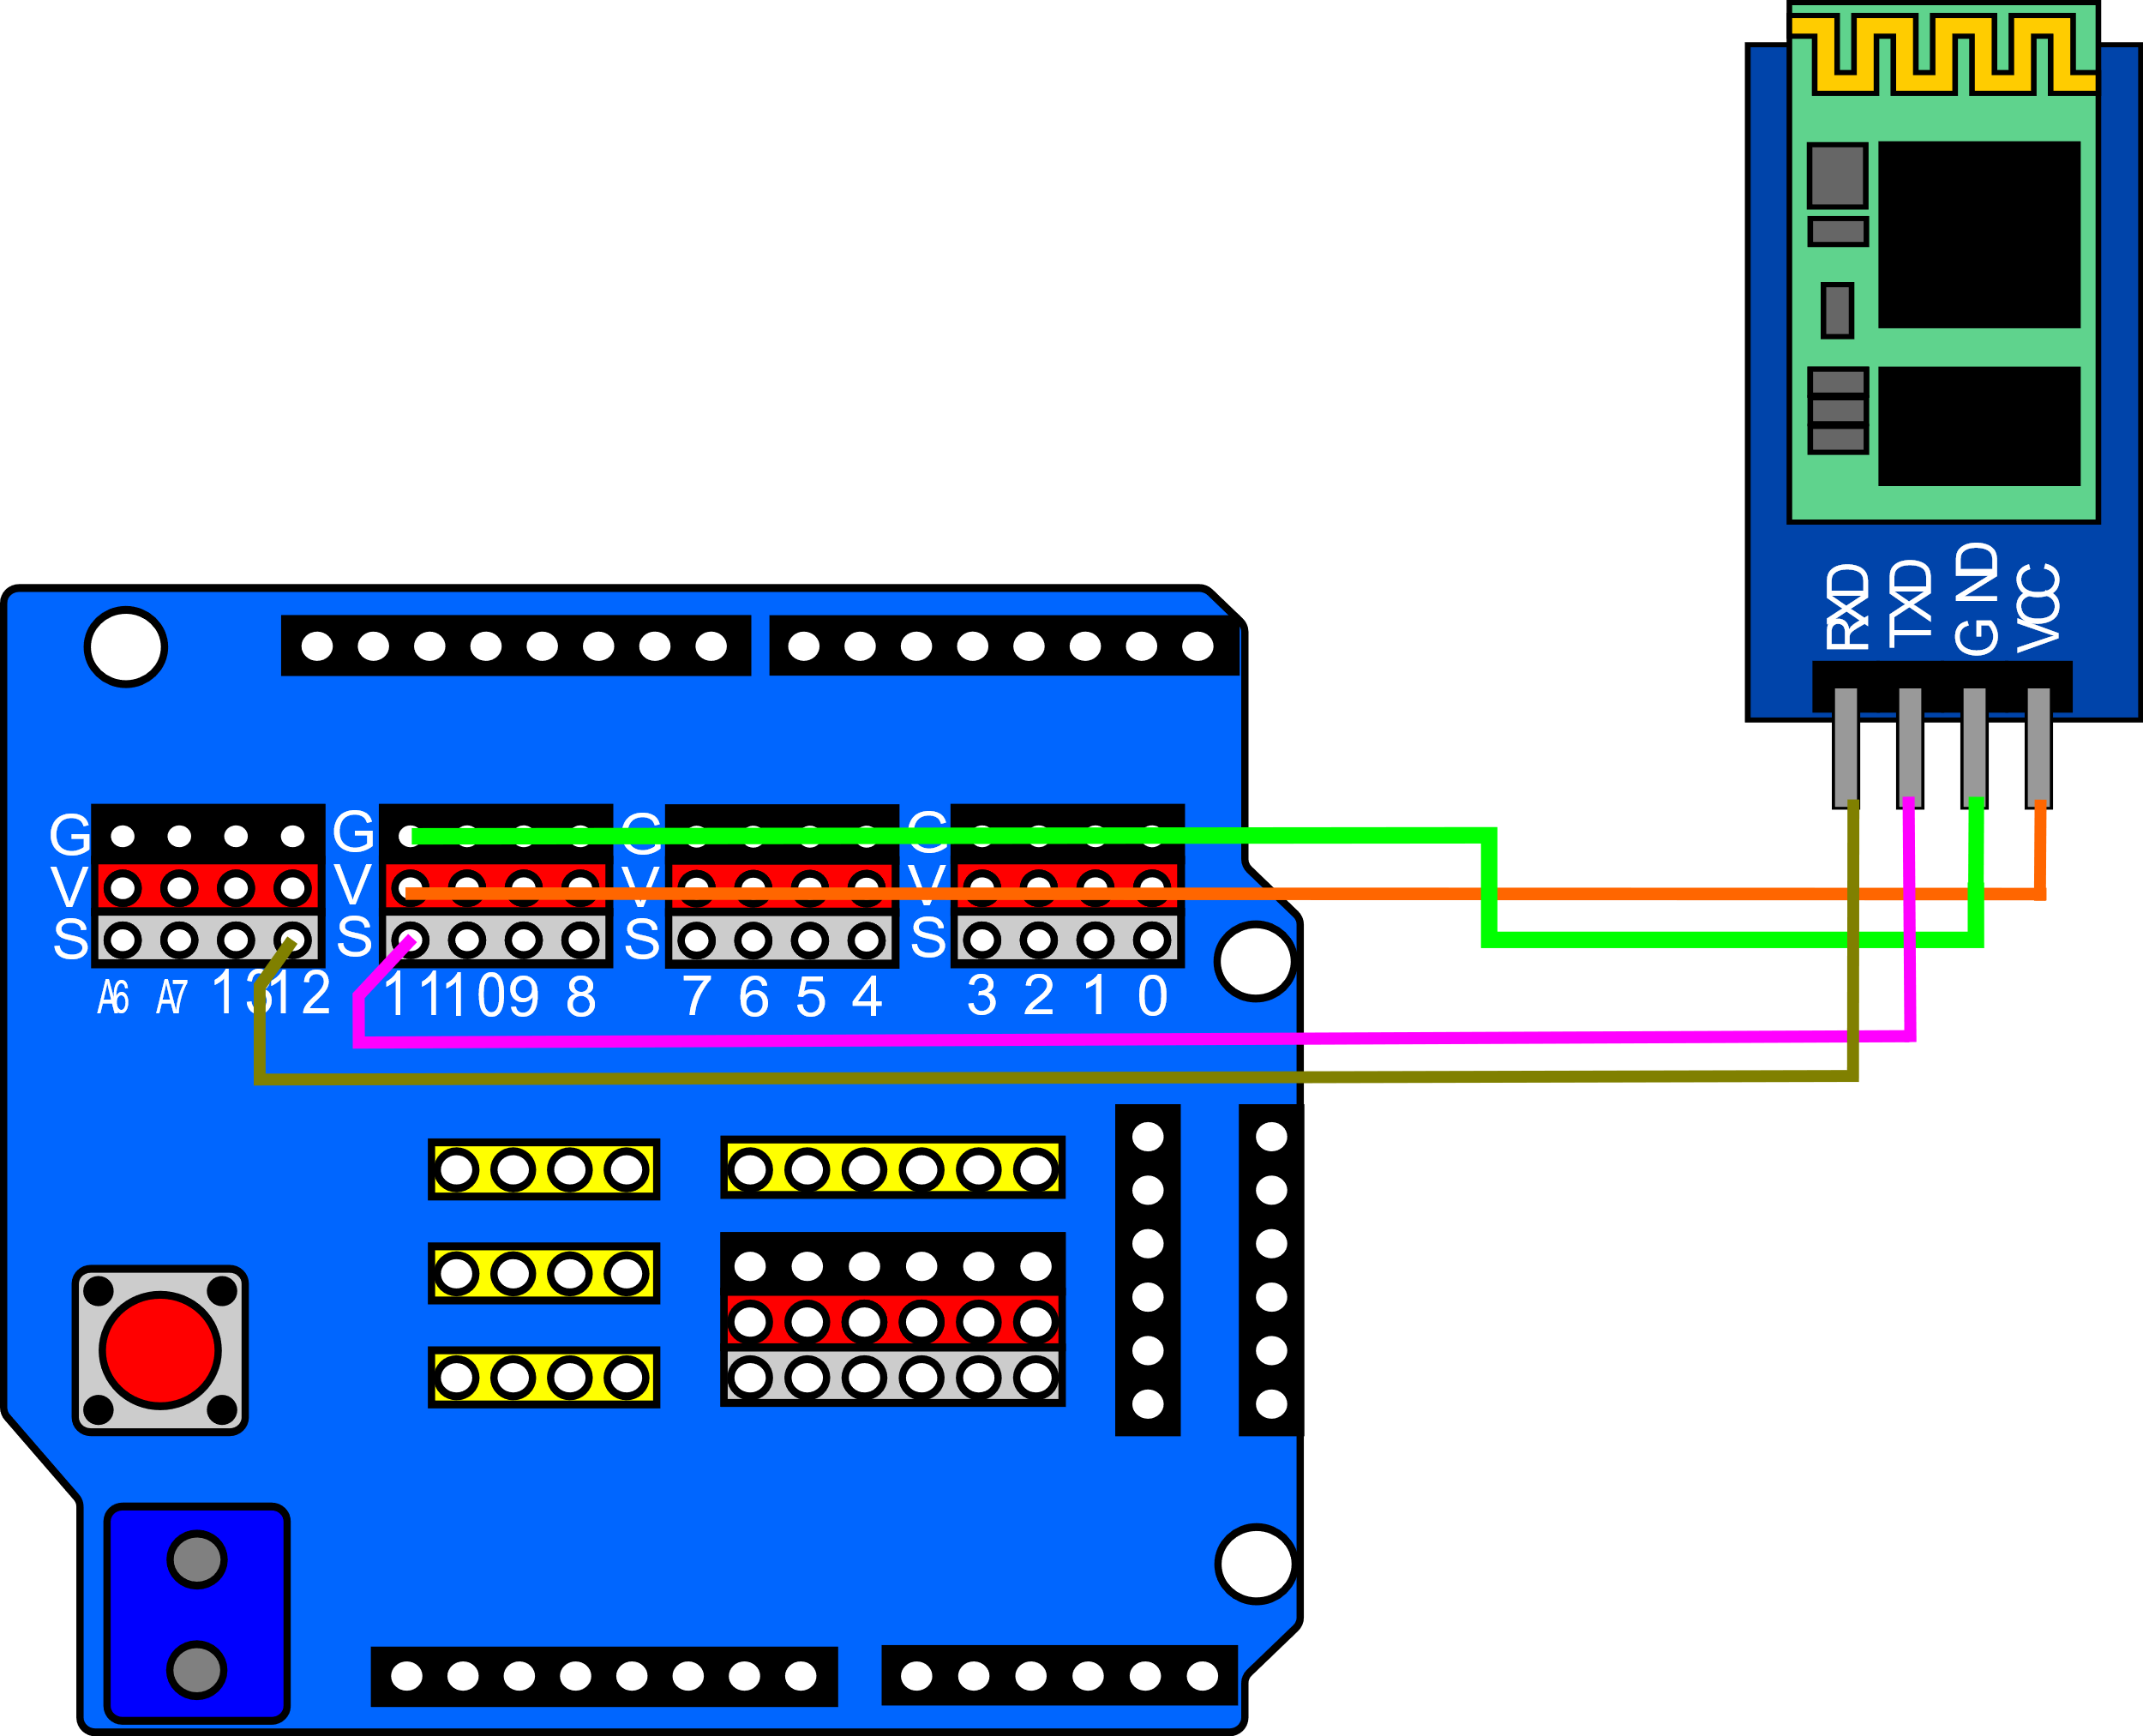 RXD TXD GND VCC
G G G G
V V V V
S S S S
A6 A7 13 12 11 10 9 8 7 6 5 4 3 2 1 0